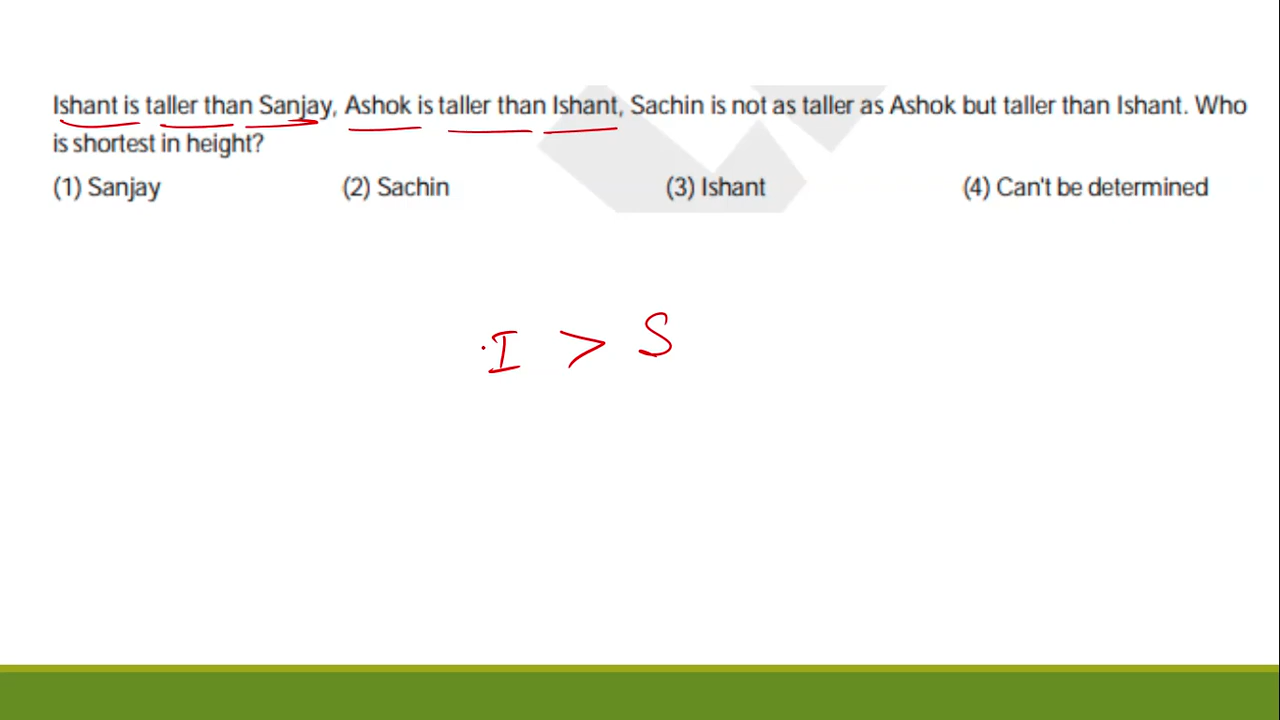 Ishant is taller than Sanjay, Ashok is taller than Ishant, Sachin is not as taller as Ashok but taller than Ishant. Who
is shortest in height?
(1) Sanjay (2) Sachin (3) Ishant (4) Can't be determined
I > S